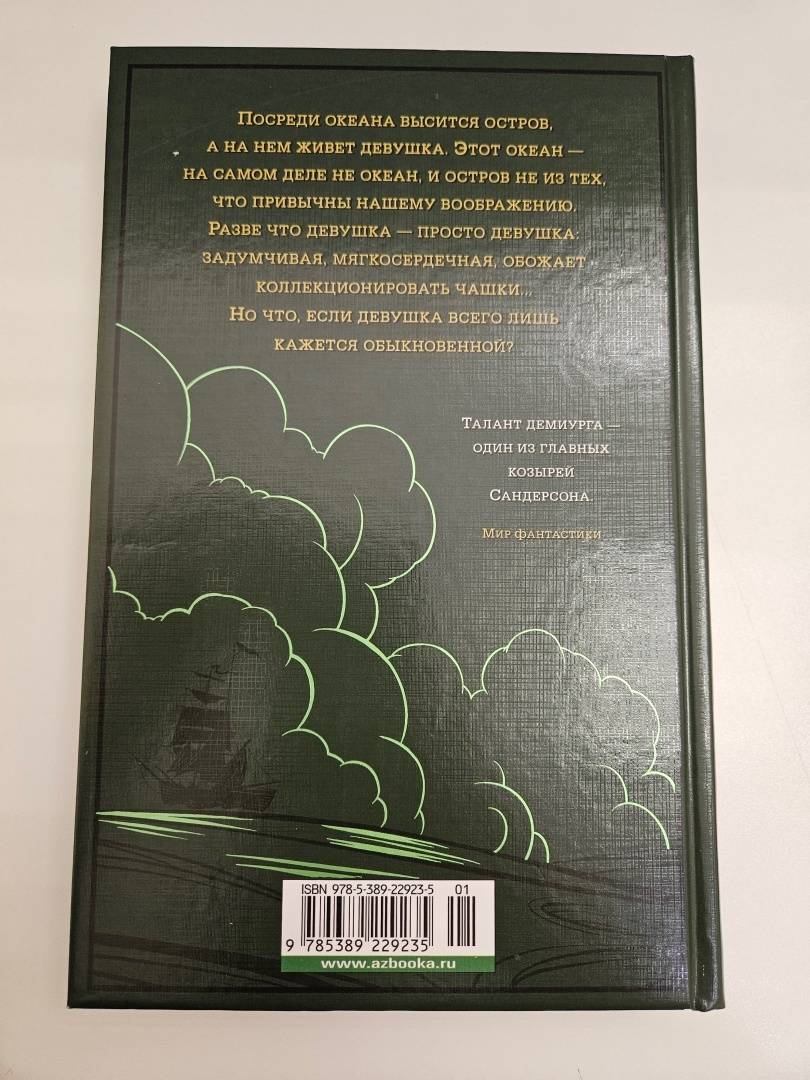 Посреди океана высится остров,
а на нем живет девушка. Этот океан —
на самом деле не океан, и остров не из тех,
что привычны нашему воображению.
Разве что девушка — просто девушка:
задумчивая, мягкосердечная, обожает
коллекционировать чашки...
Но что, если девушка всего лишь
кажется обыкновенной?
Талант демиурга —
один из главных
козырей
Сандерсона.
Мир фантастики
ISBN 978-5-389-22923-5 01
9 785389 229235
www.azbooka.ru